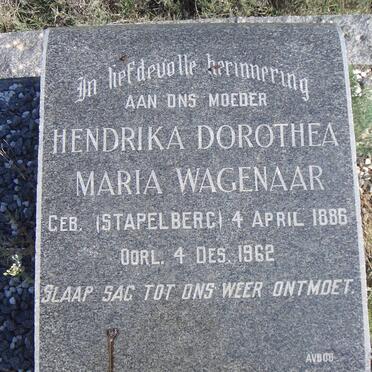 In liefdevolle herinnering
AAN ONS MOEDER
HENDRIKA DOROTHEA
MARIA WAGENAAR
GEB. (STAPELBERG) 4 APRIL 1886
OORL. 4 DES. 1962
SLAAP SAG TOT ONS WEER ONTMOET.
AVBOB